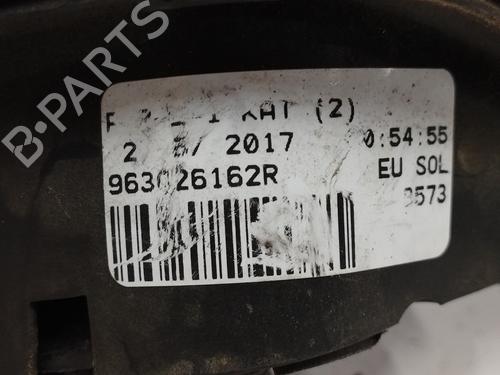 KAT (2)
2017 0:54:55
963026162R EU SOL
3573
B-PARTS